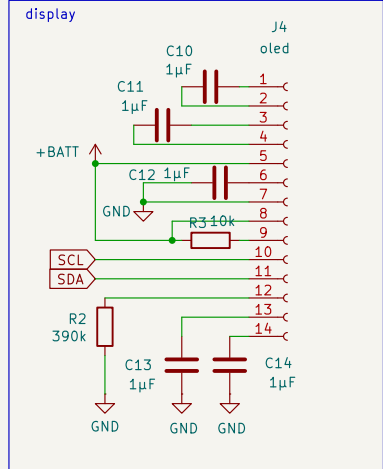 display
J4
oled
C10
1µF
C11
1µF
+BATT
C12 1µF
GND
R3 10k
SCL
SDA
1
2
3
4
5
6
7
8
9
10
11
12
13
14
R2
390k
C13
1µF
C14
1µF
GND
GND
GND